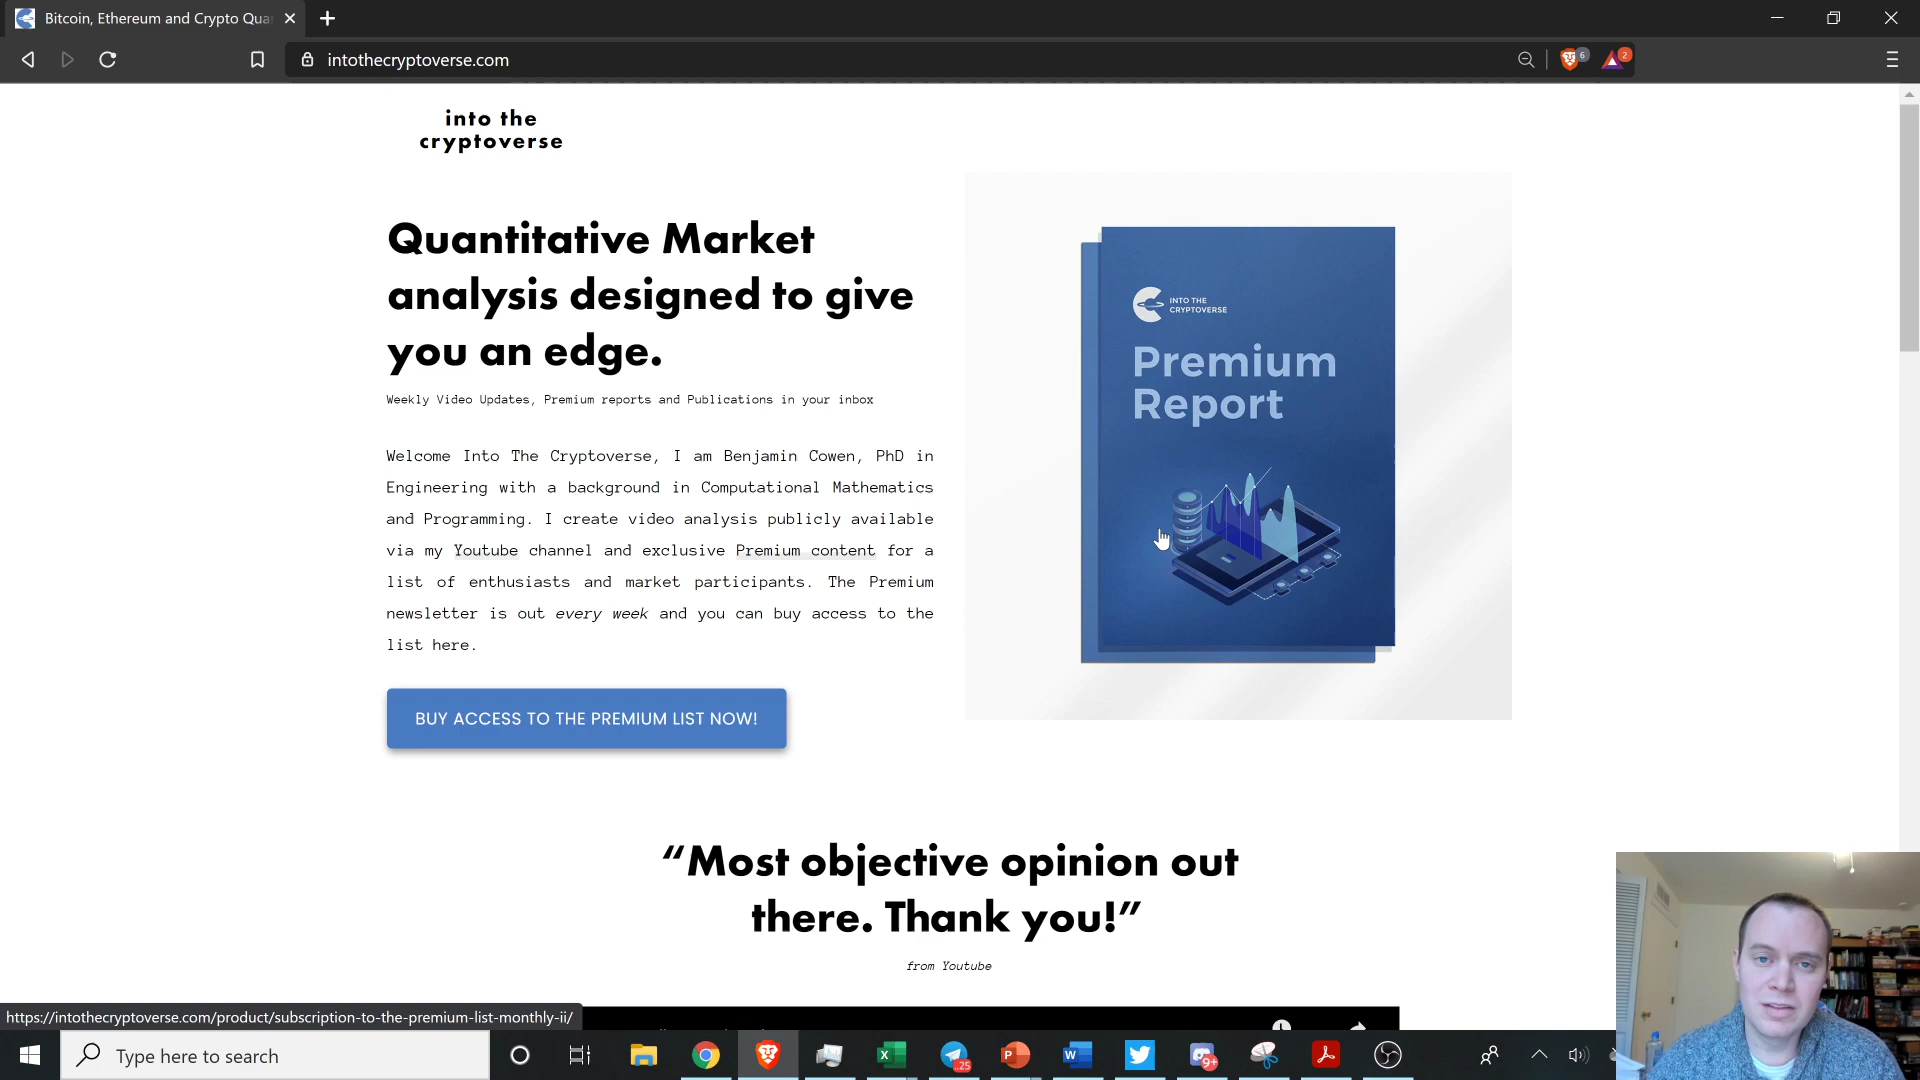 Bitcoin, Ethereum and Crypto Qua
intothecryptoverse.com
6
2
into the
cryptoverse
Quantitative Market
analysis designed to give
you an edge.
Weekly Video Updates, Premium reports and Publications in your inbox
Welcome Into The Cryptoverse, I am Benjamin Cowen, PhD in
Engineering with a background in Computational Mathematics
and Programming. I create video analysis publicly available
via my Youtube channel and exclusive Premium content for a
list of enthusiasts and market participants. The Premium
newsletter is out every week and you can buy access to the
list here.
BUY ACCESS TO THE PREMIUM LIST NOW!
INTO THE
CRYPTOVERSE
Premium
Report
“Most objective opinion out
there. Thank you!”
from Youtube
https://intothecryptoverse.com/product/subscription-to-the-premium-list-monthly-ii/
Type here to search
..25
9+